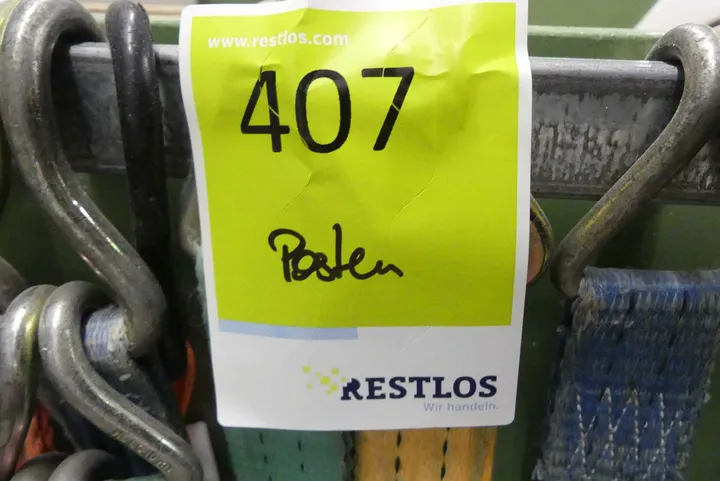 www.restlos.com
407
Posten
RESTLOS
Wir handeln.